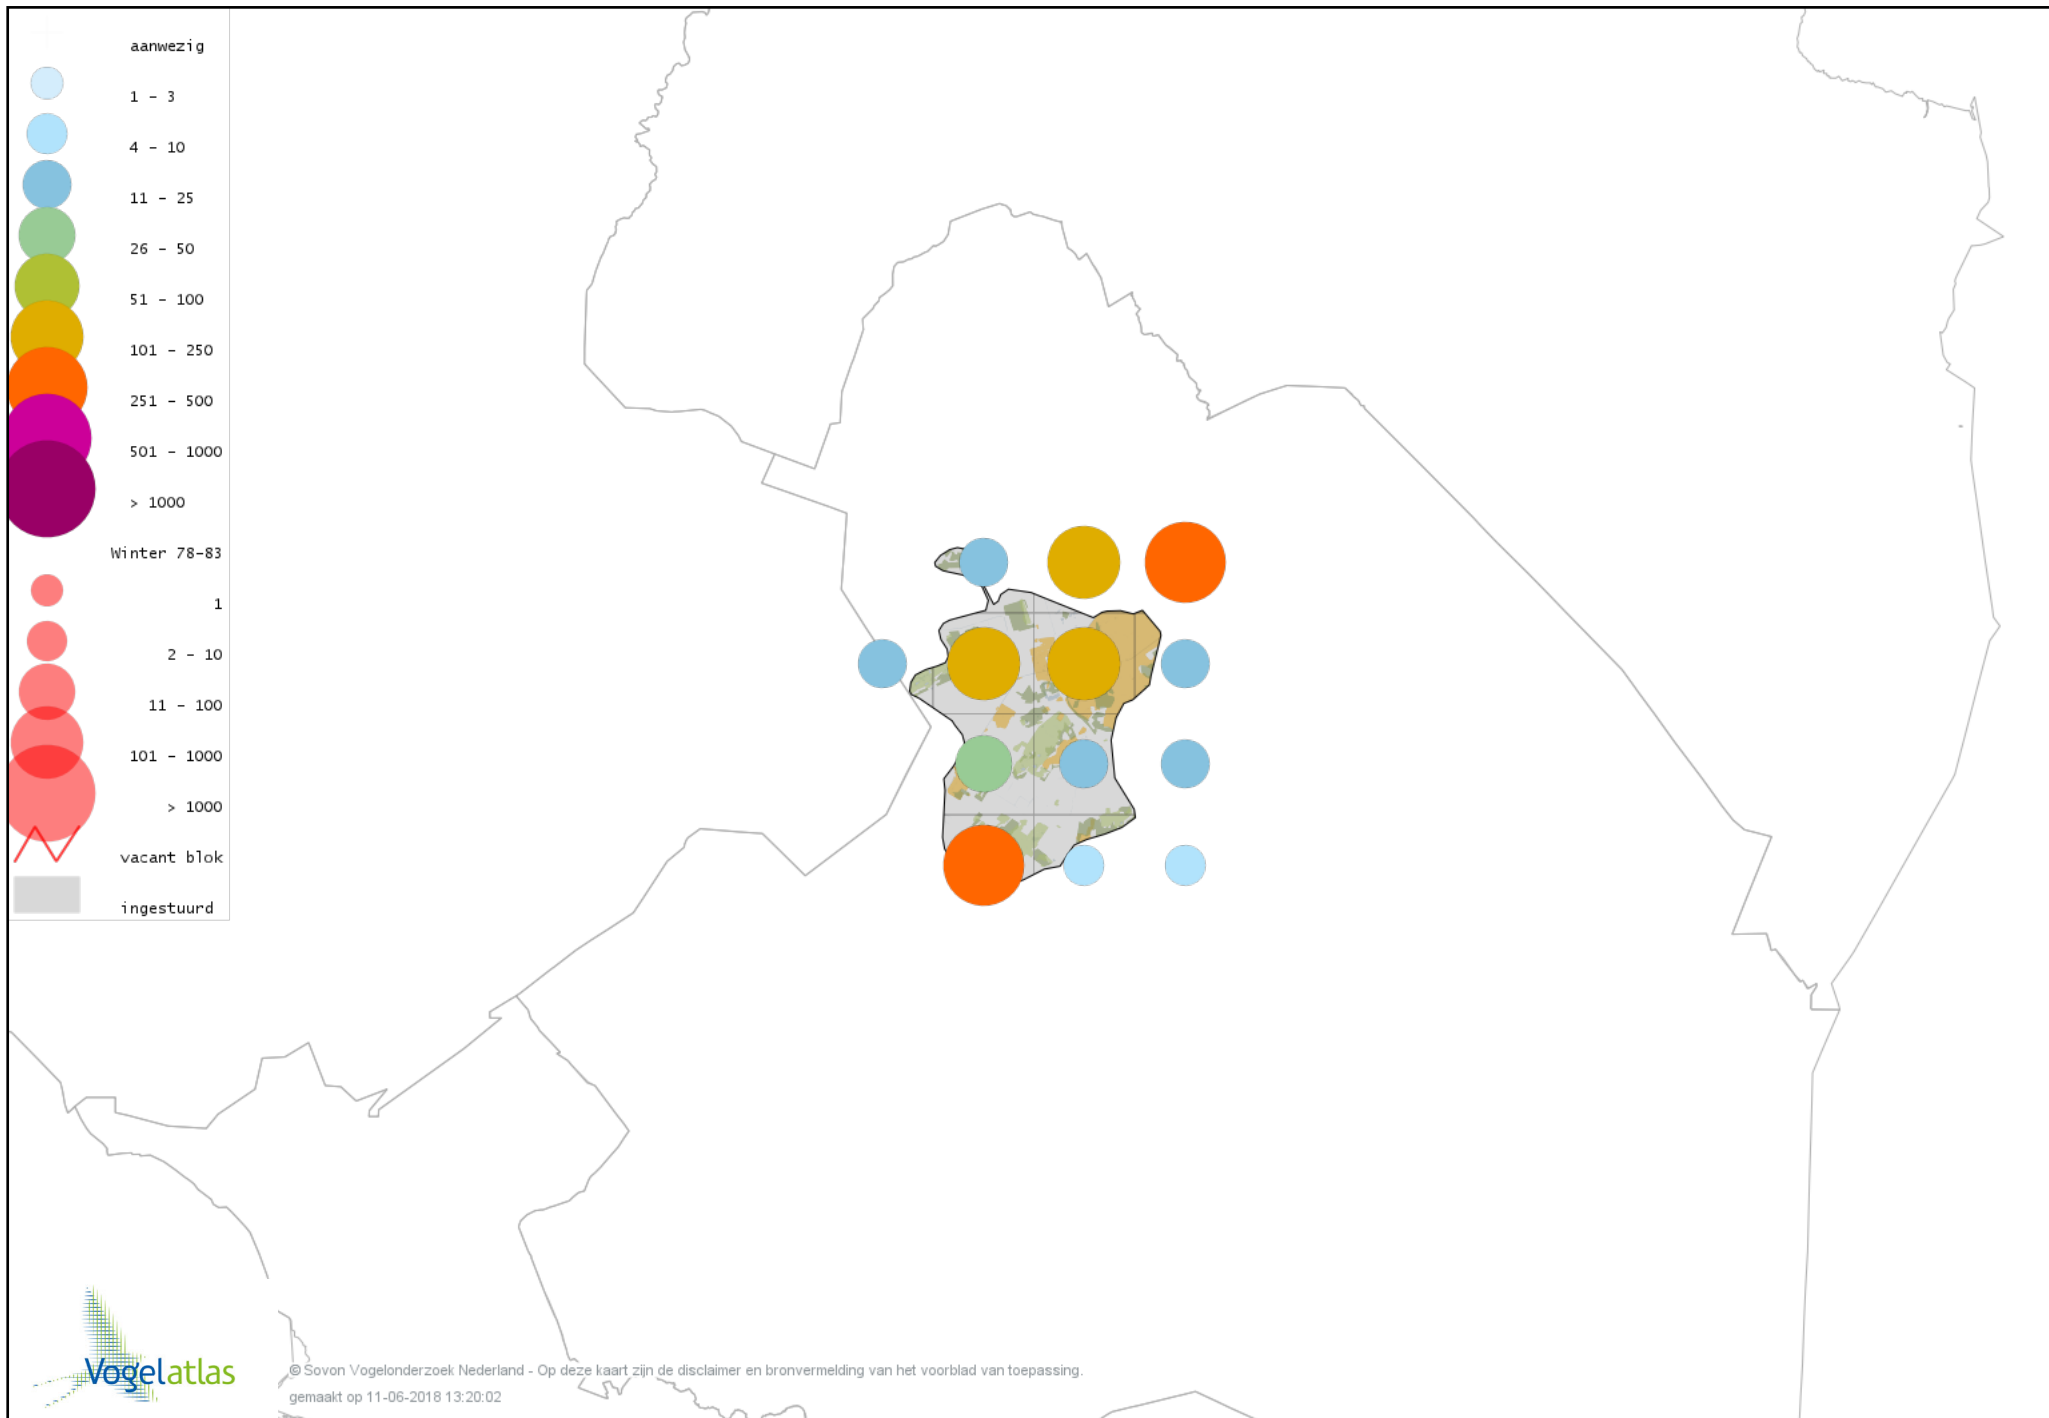 aanwezig
1 - 3
4 - 10
11 - 25
26 - 50
51 - 100
101 - 250
251 - 500
501 - 1000
> 1000
Winter 78-83
1
2 - 10
11 - 100
101 - 1000
> 1000
vacant blok
ingestuurd
Vogelatlas
© Sovon Vogelonderzoek Nederland - Op deze kaart zijn de disclaimer en bronvermelding van het voorblad van toepassing.
gemaakt op 11-06-2018 13:20:02